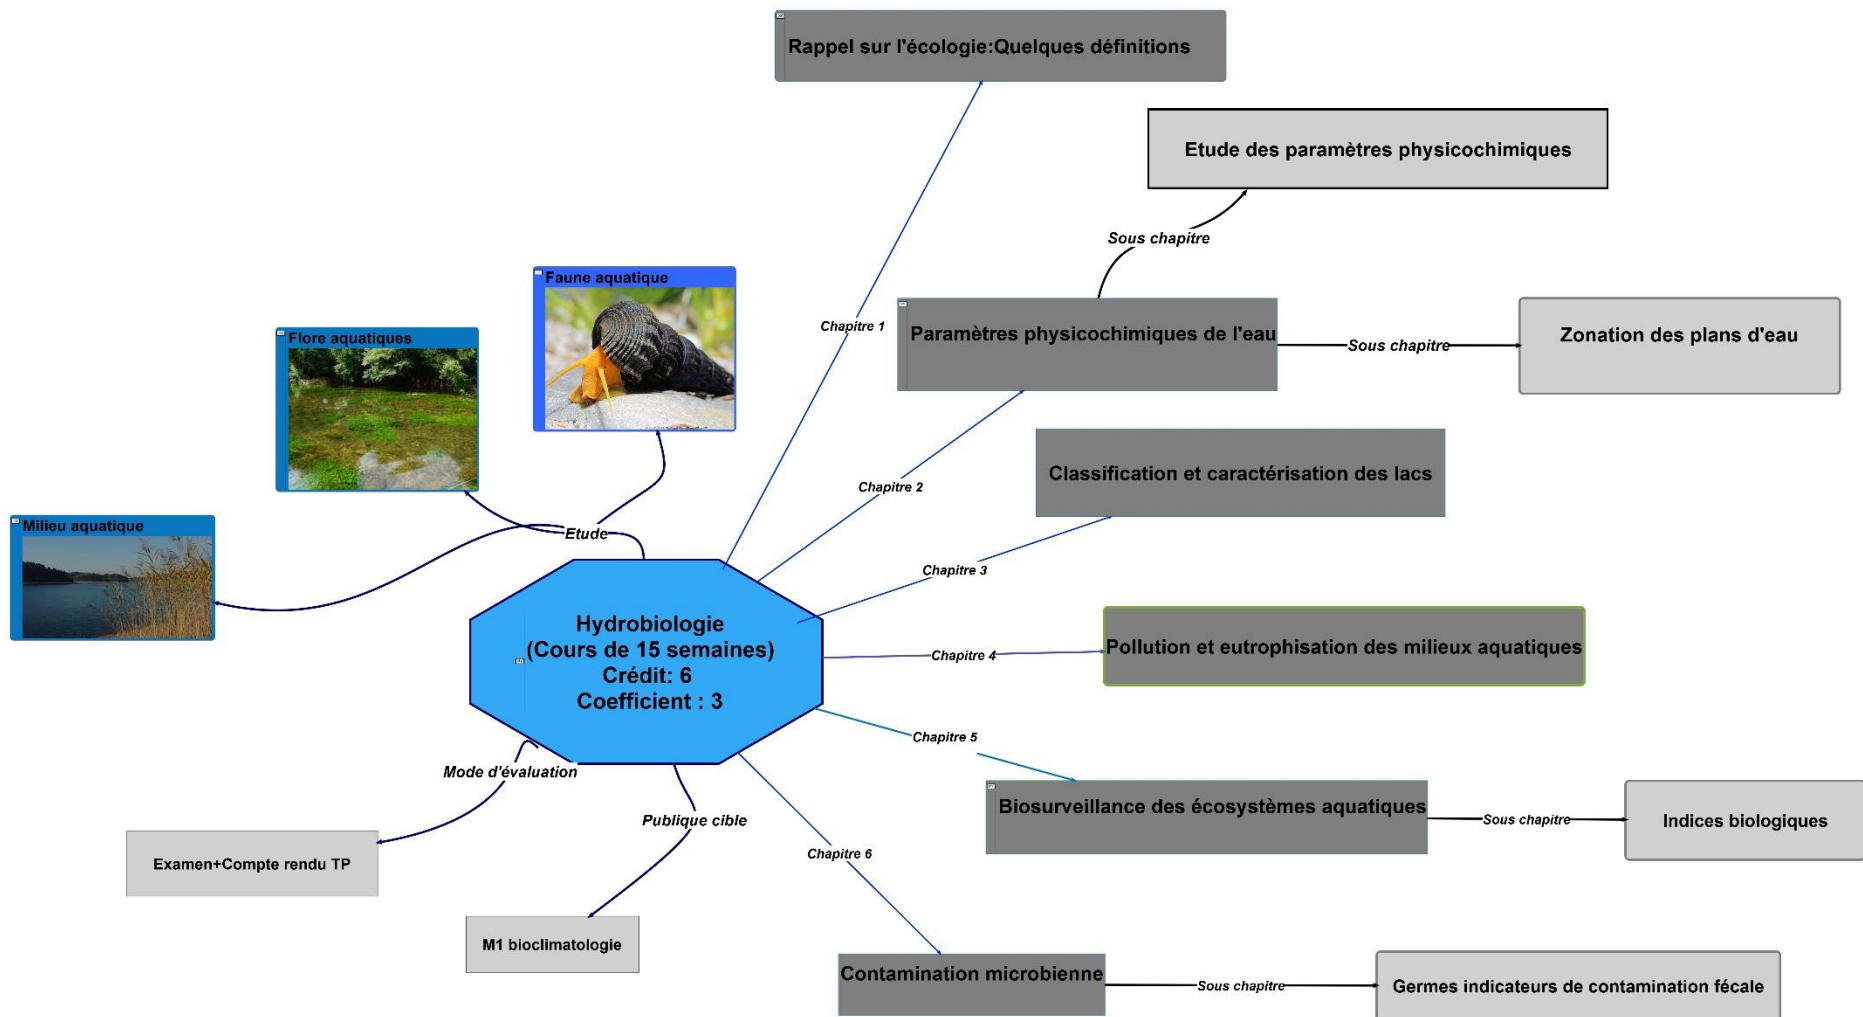 Rappel sur l'écologie:Quelques définitions
Etude des paramètres physicochimiques
Sous chapitre
Faune aquatique
Chapitre 1
Flore aquatiques
Paramètres physicochimiques de l'eau
Sous chapitre
Zonation des plans d'eau
Classification et caractérisation des lacs
Chapitre 2
Milieu aquatique
Etude
Chapitre 3
Hydrobiologie
(Cours de 15 semaines)
Crédit: 6
Coefficient : 3
Chapitre 4
Pollution et eutrophisation des milieux aquatiques
Chapitre 5
Mode d'évaluation
Publique cible
Biosurveillance des écosystèmes aquatiques
Sous chapitre
Indices biologiques
Chapitre 6
Examen+Compte rendu TP
M1 bioclimatologie
Contamination microbienne
Sous chapitre
Germes indicateurs de contamination fécale